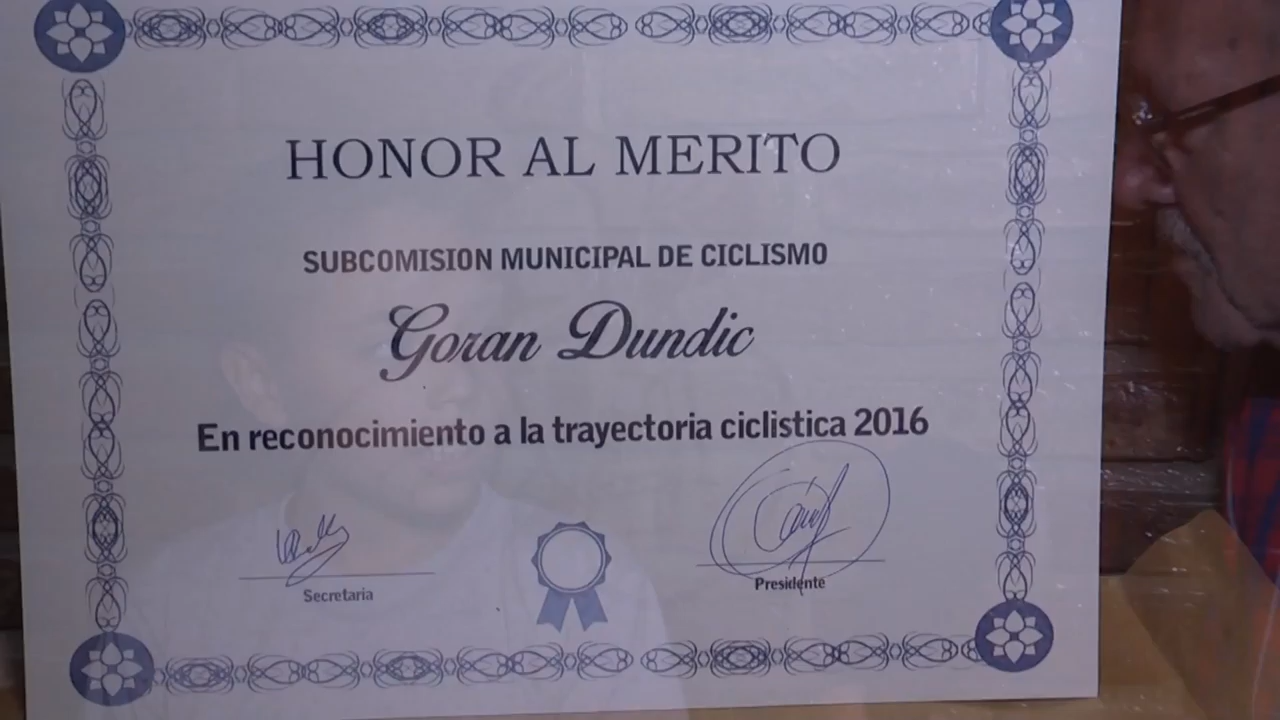 HONOR AL MERITO
SUBCOMISION MUNICIPAL DE CICLISMO
Goran Dundic
En reconocimiento a la trayectoria ciclistica 2016
Secretaria
Presidente